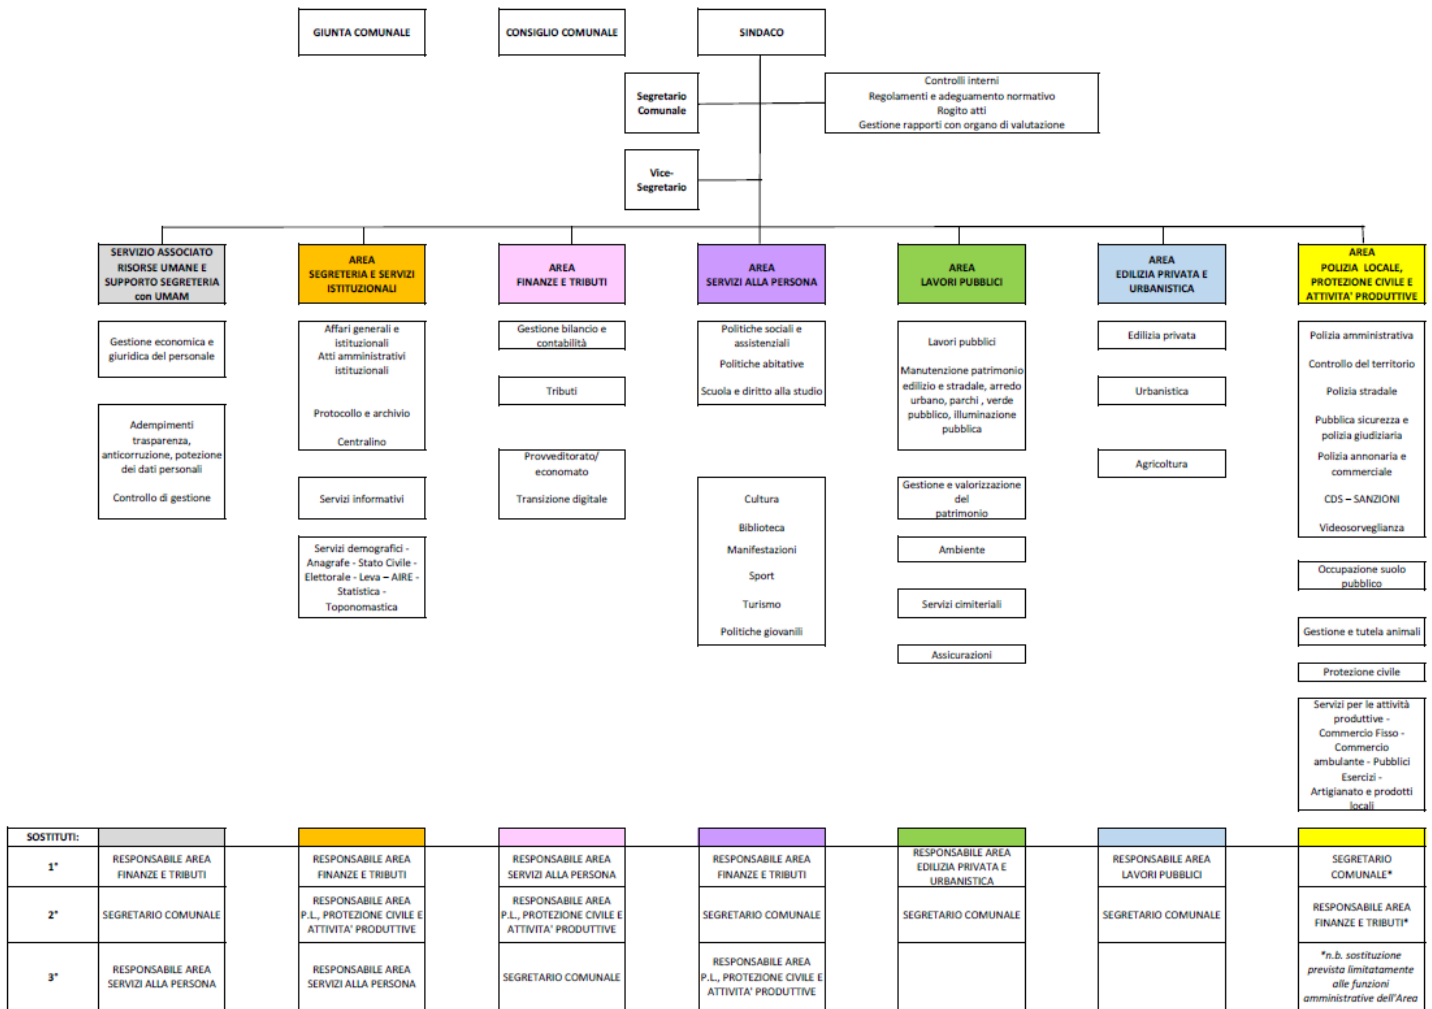 GIUNTA COMUNALE
CONSIGLIO COMUNALE
SINDACO
Segretario
Comunale
Controlli interni
Regolamenti e adeguamento normativo
Rogito atti
Gestione rapporti con organo di valutazione
Vice-
Segretario
SERVIZIO ASSOCIATO
RISORSE UMANE E
SUPPORTO SEGRETERIA
con UMAM
Gestione economica e
giuridica del personale
Adempimenti
trasparenza,
anticorruzione, potezione
dei dati personali
Controllo di gestione
AREA
SEGRETERIA E SERVIZI
ISTITUZIONALI
Affari generali e
istituzionali
Atti amministrativi
istituzionali
Protocollo e archivio
Centralino
Servizi informativi
Servizi demografici -
Anagrafe - Stato Civile -
Elettorale - Leva – AIRE -
Statistica -
Toponomastica
AREA
FINANZE E TRIBUTI
Gestione bilancio e
contabilità
Tributi
Provveditorato/
economato
Transizione digitale
AREA
SERVIZI ALLA PERSONA
Politiche sociali e
assistenziali
Politiche abitative
Scuola e diritto alla studio
Cultura
Biblioteca
Manifestazioni
Sport
Turismo
Politiche giovanili
AREA
LAVORI PUBBLICI
Lavori pubblici
Manutenzione patrimonio
edilizio e stradale, arredo
urbano, parchi , verde
pubblico, illuminazione
pubblica
Gestione e valorizzazione
del
patrimonio
Ambiente
Servizi cimiteriali
Assicurazioni
AREA
EDILIZIA PRIVATA E
URBANISTICA
Edilizia privata
Urbanistica
Agricoltura
AREA
POLIZIA LOCALE,
PROTEZIONE CIVILE E
ATTIVITA' PRODUTTIVE
Polizia amministrativa
Controllo del territorio
Polizia stradale
Pubblica sicurezza e
polizia giudiziaria
Polizia annonaria e
commerciale
CDS – SANZIONI
Videosorveglianza
Occupazione suolo
pubblico
Gestione e tutela animali
Protezione civile
Servizi per le attività
produttive -
Commercio Fisso -
Commercio
ambulante - Pubblici
Esercizi -
Artigianato e prodotti
locali
SOSTITUTI:
1°
RESPONSABILE AREA
FINANZE E TRIBUTI
RESPONSABILE AREA
FINANZE E TRIBUTI
RESPONSABILE AREA
SERVIZI ALLA PERSONA
RESPONSABILE AREA
FINANZE E TRIBUTI
RESPONSABILE AREA
EDILIZIA PRIVATA E
URBANISTICA
RESPONSABILE AREA
LAVORI PUBBLICI
SEGRETARIO
COMUNALE*
2°
SEGRETARIO COMUNALE
RESPONSABILE AREA
P.L., PROTEZIONE CIVILE E
ATTIVITA' PRODUTTIVE
RESPONSABILE AREA
P.L., PROTEZIONE CIVILE E
ATTIVITA' PRODUTTIVE
SEGRETARIO COMUNALE
SEGRETARIO COMUNALE
SEGRETARIO COMUNALE
RESPONSABILE AREA
FINANZE E TRIBUTI*
3°
RESPONSABILE AREA
SERVIZI ALLA PERSONA
RESPONSABILE AREA
SERVIZI ALLA PERSONA
SEGRETARIO COMUNALE
RESPONSABILE AREA
P.L., PROTEZIONE CIVILE E
ATTIVITA' PRODUTTIVE
*n.b. sostituzione
prevista limitatamente
alle funzioni
amministrative dell'Area